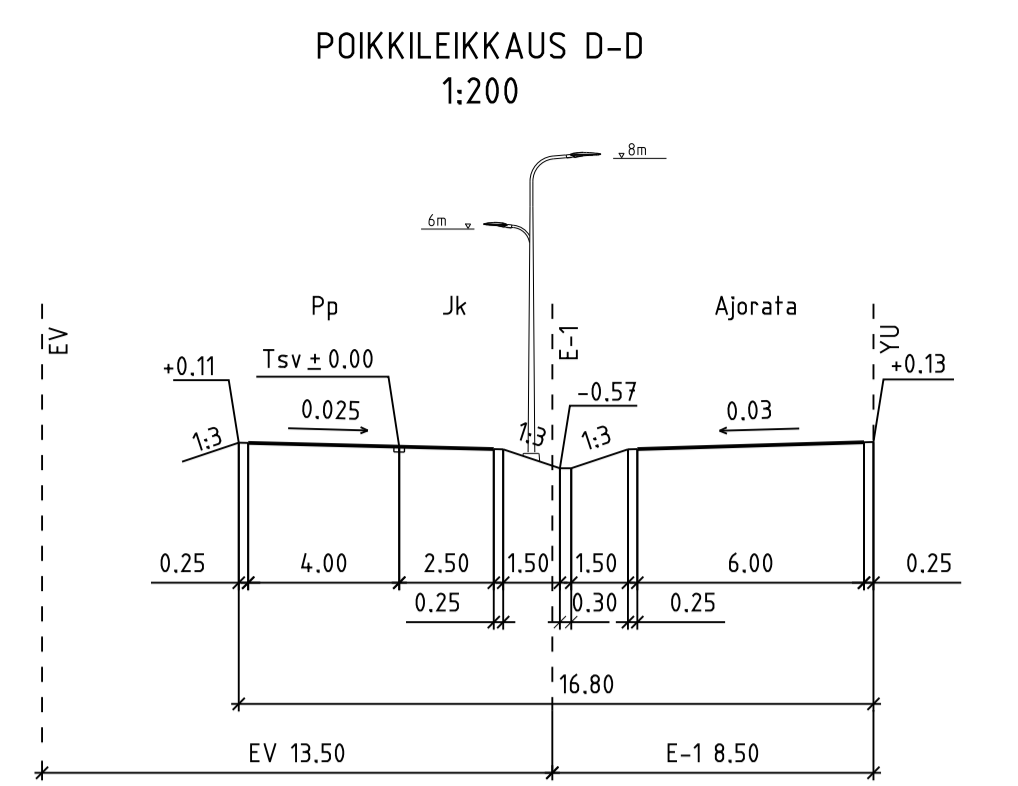 POIKKILEIKKAUS D-D
1:200
8m
6m
Pp Jk Ajorata
EV E-1 YU
+0.11 Tsv ± 0.00 -0.57 +0.13
0.025 0.03
1:3 1:3 1:3
0.25 4.00 2.50 1.50 1.50 6.00 0.25
0.25 0.30 0.25
16.80
EV 13.50 E-1 8.50